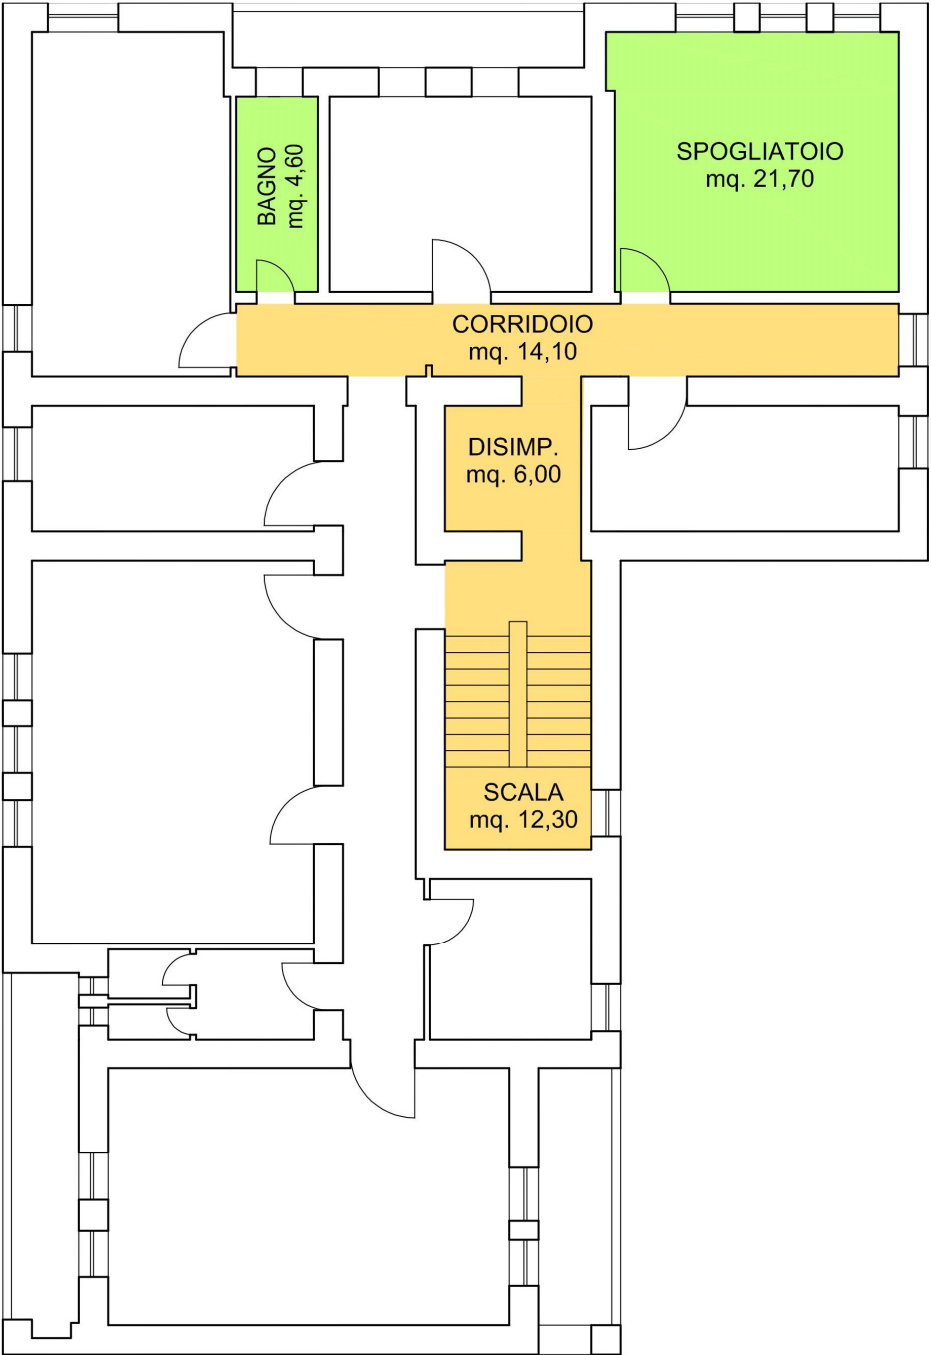 BAGNO
mq. 4,60
SPOGLIATOIO
mq. 21,70
CORRIDOIO
mq. 14,10
DISIMP.
mq. 6,00
SCALA
mq. 12,30